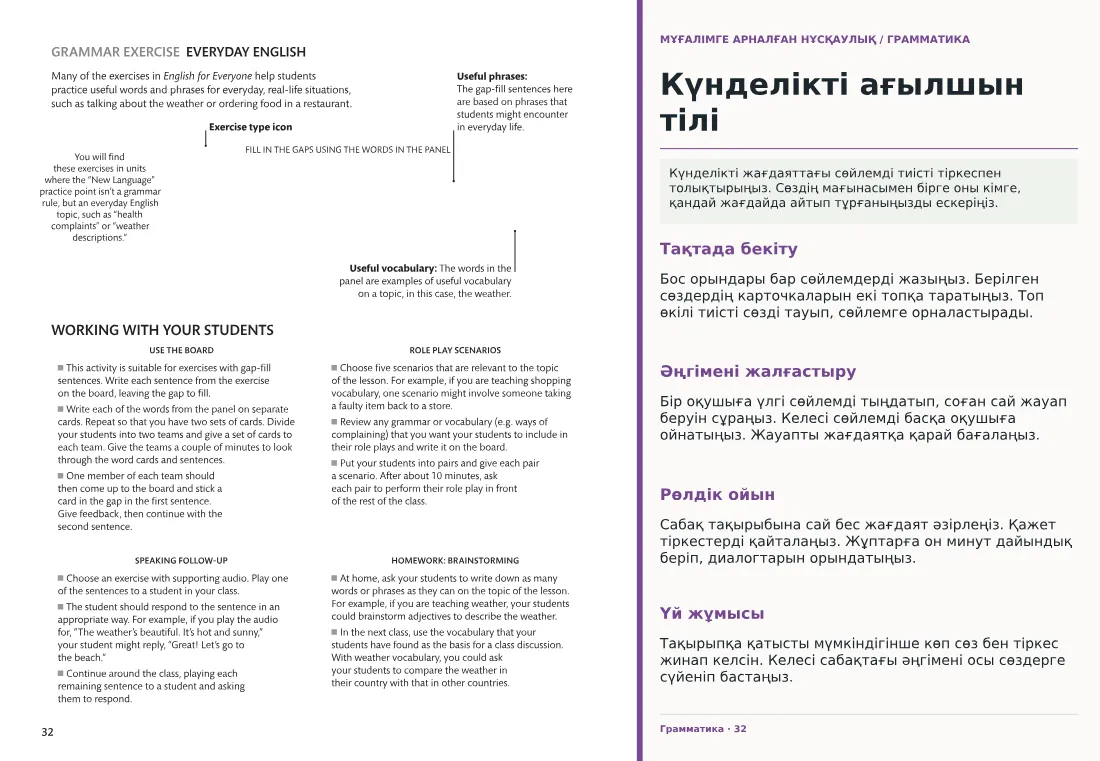 GRAMMAR EXERCISE EVERYDAY ENGLISH
Many of the exercises in English for Everyone help students
practice useful words and phrases for everyday, real-life situations,
such as talking about the weather or ordering food in a restaurant.
Useful phrases:
The gap-fill sentences here
are based on phrases that
students might encounter
in everyday life.
Exercise type icon
FILL IN THE GAPS USING THE WORDS IN THE PANEL
You will find
these exercises in units
where the “New Language”
practice point isn’t a grammar
rule, but an everyday English
topic, such as “health
complaints” or “weather
descriptions.”
Useful vocabulary: The words in the
panel are examples of useful vocabulary
on a topic, in this case, the weather.
WORKING WITH YOUR STUDENTS
USE THE BOARD
■ This activity is suitable for exercises with gap-fill
sentences. Write each sentence from the exercise
on the board, leaving the gap to fill.
■ Write each of the words from the panel on separate
cards. Repeat so that you have two sets of cards. Divide
your students into two teams and give a set of cards to
each team. Give the teams a couple of minutes to look
through the word cards and sentences.
■ One member of each team should
then come up to the board and stick a
card in the gap in the first sentence.
Give feedback, then continue with the
second sentence.
ROLE PLAY SCENARIOS
■ Choose five scenarios that are relevant to the topic
of the lesson. For example, if you are teaching shopping
vocabulary, one scenario might involve someone taking
a faulty item back to a store.
■ Review any grammar or vocabulary (e.g. ways of
complaining) that you want your students to include in
their role plays and write it on the board.
■ Put your students into pairs and give each pair
a scenario. After about 10 minutes, ask
each pair to perform their role play in front
of the rest of the class.
SPEAKING FOLLOW-UP
■ Choose an exercise with supporting audio. Play one
of the sentences to a student in your class.
■ The student should respond to the sentence in an
appropriate way. For example, if you play the audio
for, “The weather’s beautiful. It’s hot and sunny,”
your student might reply, “Great! Let’s go to
the beach.”
■ Continue around the class, playing each
remaining sentence to a student and asking
them to respond.
HOMEWORK: BRAINSTORMING
■ At home, ask your students to write down as many
words or phrases as they can on the topic of the lesson.
For example, if you are teaching weather, your students
could brainstorm adjectives to describe the weather.
■ In the next class, use the vocabulary that your
students have found as the basis for a class discussion.
With weather vocabulary, you could ask
your students to compare the weather in
their country with that in other countries.
32
МҰҒАЛІМГЕ АРНАЛҒАН НҰСҚАУЛЫҚ / ГРАММАТИКА
Күнделікті ағылшын
тілі
Күнделікті жағдаяттағы сөйлемді тиісті тіркеспен
толықтырыңыз. Сөздің мағынасымен бірге оны кімге,
қандай жағдайда айтып тұрғаныңызды ескеріңіз.
Тақтада бекіту
Бос орындары бар сөйлемдерді жазыңыз. Берілген
сөздердің карточкаларын екі топқа таратыңыз. Топ
өкілі тиісті сөзді тауып, сөйлемге орналастырады.
Әңгімені жалғастыру
Бір оқушыға үлгі сөйлемді тыңдатып, соған сай жауап
беруін сұраңыз. Келесі сөйлемді басқа оқушыға
ойнатыңыз. Жауапты жағдаятқа қарай бағалаңыз.
Рөлдік ойын
Сабақ тақырыбына сай бес жағдаят әзірлеңіз. Қажет
тіркестерді қайталаңыз. Жұптарға он минут дайындық
беріп, диалогтарын орындатыңыз.
Үй жұмысы
Тақырыпқа қатысты мүмкіндігінше көп сөз бен тіркес
жинап келсін. Келесі сабақтағы әңгімені осы сөздерге
сүйеніп бастаңыз.
Грамматика · 32